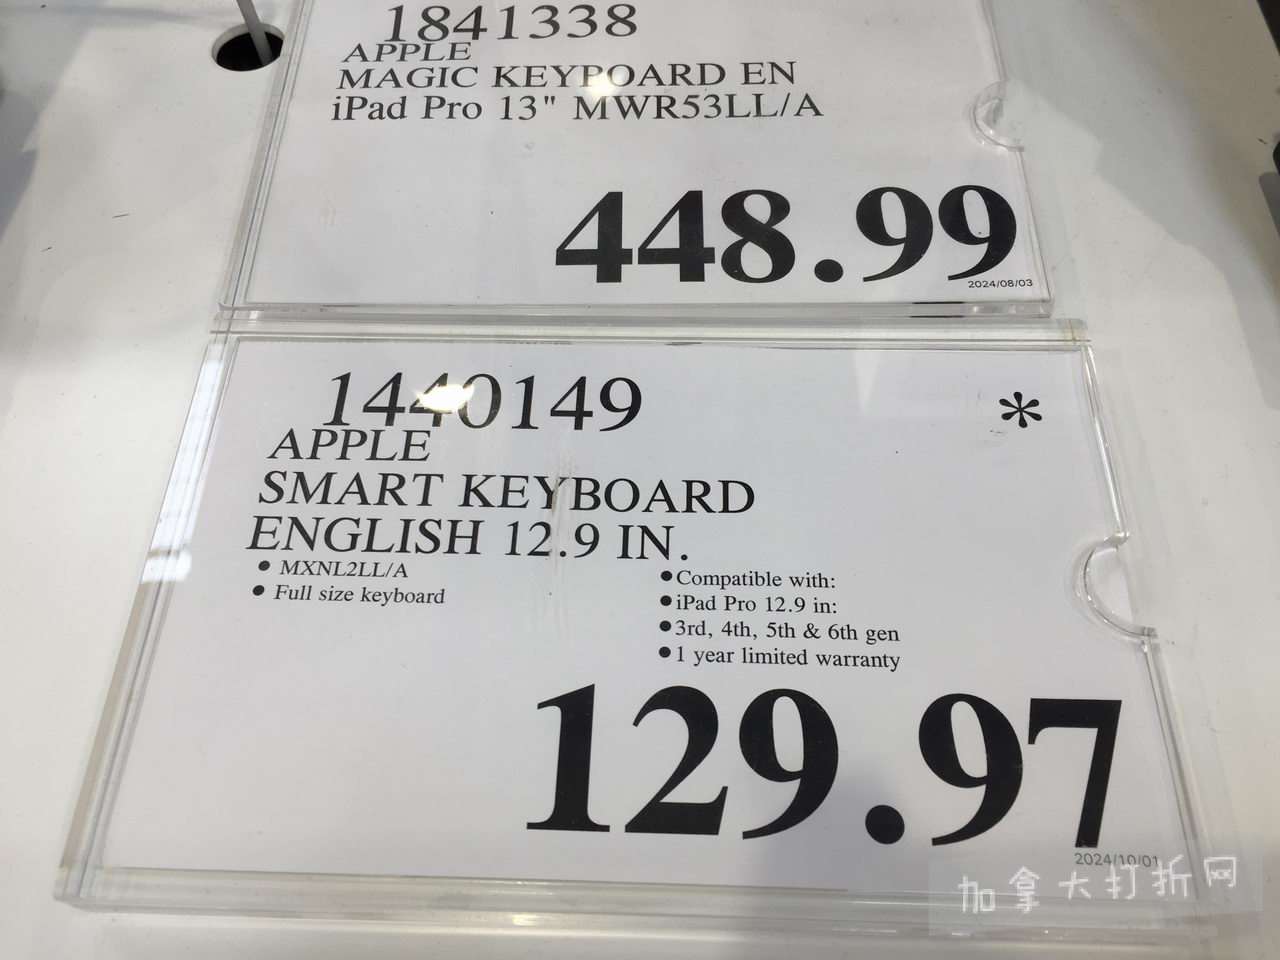 1841338
APPLE
MAGIC KEYBOARD EN
iPad Pro 13" MWR53LL/A
448.99
2024/08/03
1440149
*
APPLE
SMART KEYBOARD
ENGLISH 12.9 IN.
● MXNL2LL/A
● Full size keyboard
● Compatible with:
● iPad Pro 12.9 in:
● 3rd, 4th, 5th & 6th gen
● 1 year limited warranty
129.97
2024/10/01
加拿大打折网